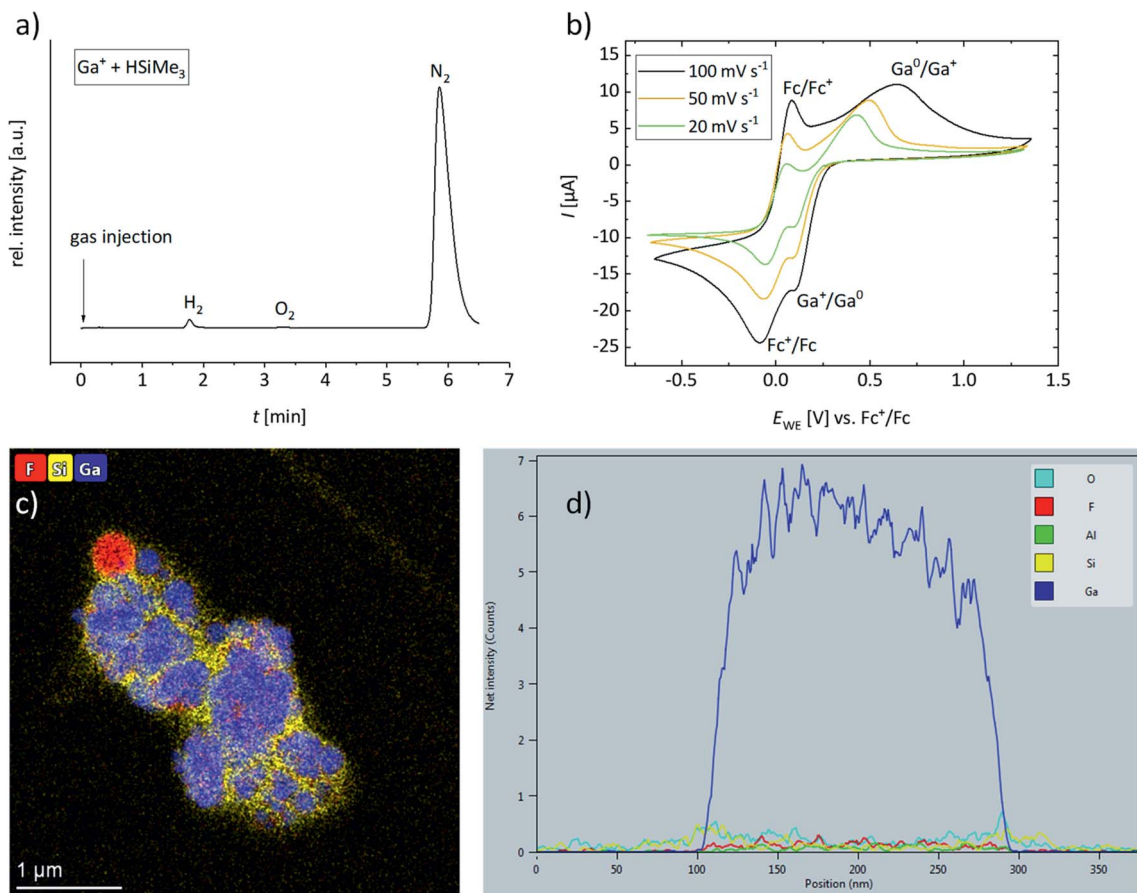 a)
Ga⁺ + HSiMe₃
rel. intensity [a.u.]
gas injection
H₂
O₂
N₂
0 1 2 3 4 5 6 7
t [min]
b)
100 mV s⁻¹
50 mV s⁻¹
20 mV s⁻¹
Fc/Fc⁺
Ga⁰/Ga⁺
Ga⁺/Ga⁰
Fc⁺/Fc
I [µA]
15
10
5
0
-5
-10
-15
-20
-25
-0.5 0.0 0.5 1.0 1.5
E_WE [V] vs. Fc⁺/Fc
F Si Ga
c)
1 µm
d)
Net intensity (Counts)
7
6
5
4
3
2
1
0
O
F
Al
Si
Ga
0 50 100 150 200 250 300 350
Position (nm)